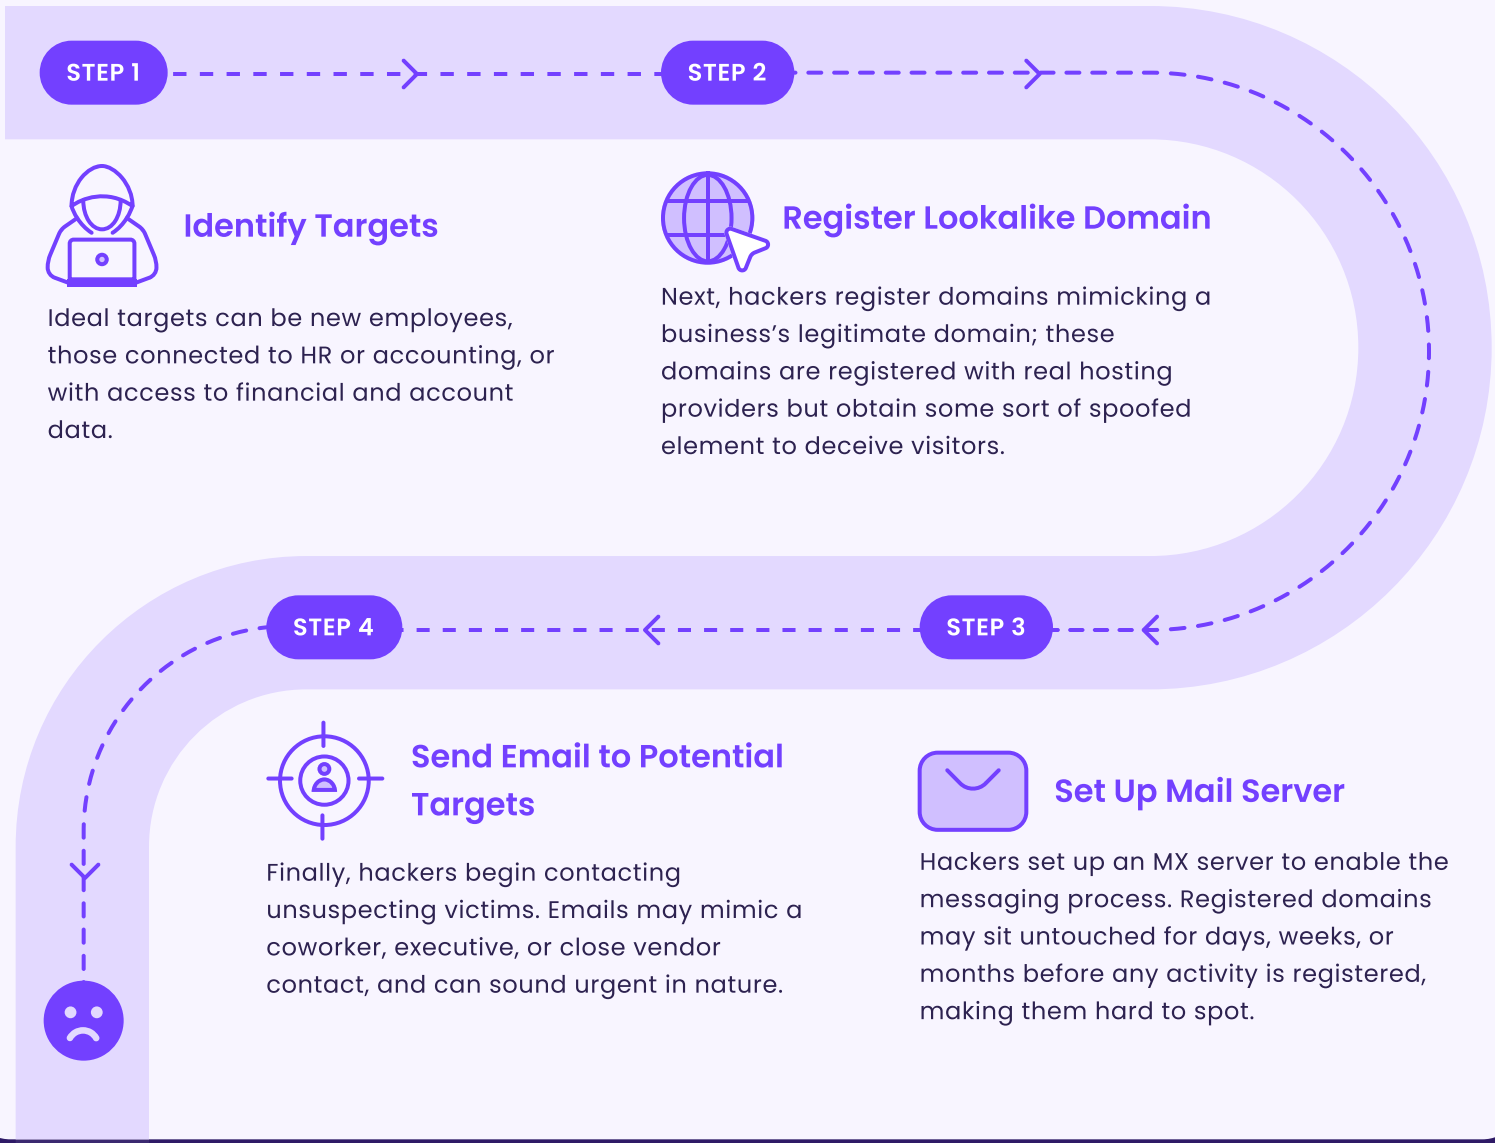 STEP 1
STEP 2
Identify Targets
Ideal targets can be new employees,
those connected to HR or accounting, or
with access to financial and account
data.
Register Lookalike Domain
Next, hackers register domains mimicking a
business’s legitimate domain; these
domains are registered with real hosting
providers but obtain some sort of spoofed
element to deceive visitors.
STEP 3
Set Up Mail Server
Hackers set up an MX server to enable the
messaging process. Registered domains
may sit untouched for days, weeks, or
months before any activity is registered,
making them hard to spot.
STEP 4
Send Email to Potential
Targets
Finally, hackers begin contacting
unsuspecting victims. Emails may mimic a
coworker, executive, or close vendor
contact, and can sound urgent in nature.